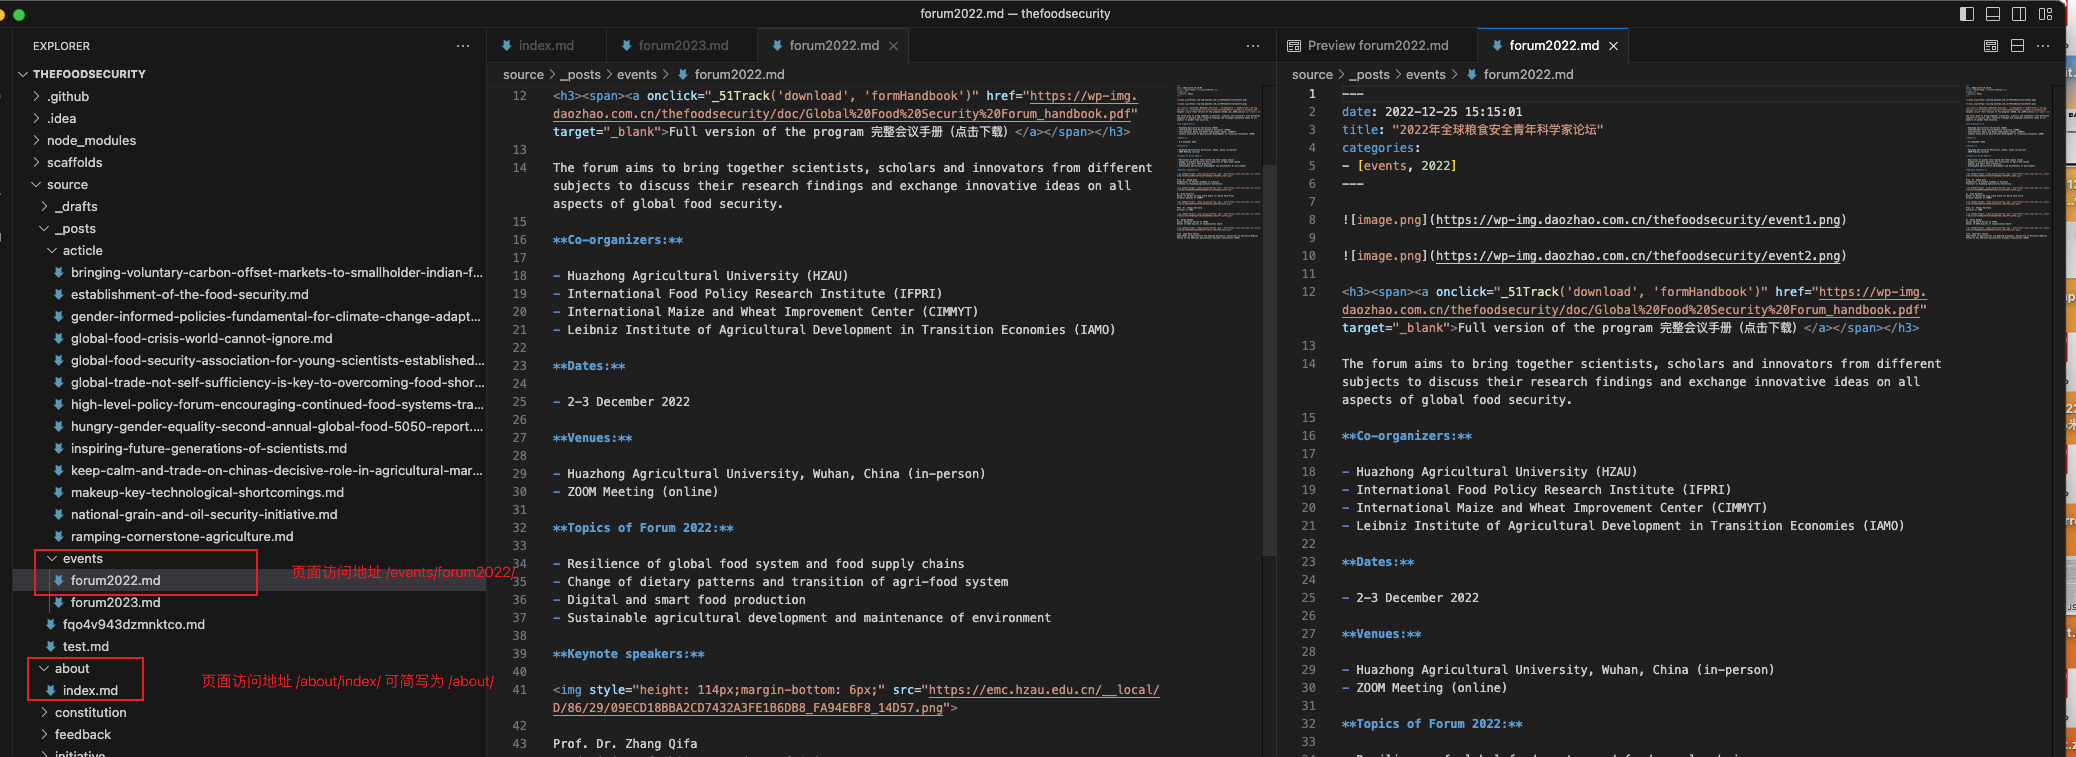 forum2022.md — thefoodsecurity
EXPLORER
THEFOODSECURITY
.github
.idea
node_modules
scaffolds
source
_drafts
_posts
acticle
bringing-voluntary-carbon-offset-markets-to-smallholder-indian-f...
establishment-of-the-food-security.md
gender-informed-policies-fundamental-for-climate-change-adapt...
global-food-crisis-world-cannot-ignore.md
global-food-security-association-for-young-scientists-established...
global-trade-not-self-sufficiency-is-key-to-overcoming-food-shor...
high-level-policy-forum-encouraging-continued-food-systems-tra...
hungry-gender-equality-second-annual-global-food-5050-report....
inspiring-future-generations-of-scientists.md
keep-calm-and-trade-on-chinas-decisive-role-in-agricultural-mar...
makeup-key-technological-shortcomings.md
national-grain-and-oil-security-initiative.md
ramping-cornerstone-agriculture.md
events
forum2022.md
页面访问地址 /events/forum2022/
forum2023.md
fqo4v943dzmnktco.md
test.md
about
index.md
页面访问地址 /about/index/ 可简写为 /about/
constitution
feedback
initiative
index.md
forum2023.md
forum2022.md
source > _posts > events > forum2022.md
12 <h3><span><a onclick="_51Track('download', 'formHandbook')" href="https://wp-img.
daozhao.com.cn/thefoodsecurity/doc/Global%20Food%20Security%20Forum_handbook.pdf"
target="_blank">Full version of the program 完整会议手册 (点击下载) </a></span></h3>
13
14 The forum aims to bring together scientists, scholars and innovators from different
subjects to discuss their research findings and exchange innovative ideas on all
aspects of global food security.
15
16 **Co-organizers:**
17
18 - Huazhong Agricultural University (HZAU)
19 - International Food Policy Research Institute (IFPRI)
20 - International Maize and Wheat Improvement Center (CIMMYT)
21 - Leibniz Institute of Agricultural Development in Transition Economies (IAMO)
22
23 **Dates:**
24
25 - 2-3 December 2022
26
27 **Venues:**
28
29 - Huazhong Agricultural University, Wuhan, China (in-person)
30 - ZOOM Meeting (online)
31
32 **Topics of Forum 2022:**
33
34 - Resilience of global food system and food supply chains
35 - Change of dietary patterns and transition of agri-food system
36 - Digital and smart food production
37 - Sustainable agricultural development and maintenance of environment
38
39 **Keynote speakers:**
40
41 <img style="height: 114px;margin-bottom: 6px;" src="https://emc.hzau.edu.cn/__local/
D/86/29/09ECD18BBA2CD7432A3FE1B6DB8_FA94EBF8_14D57.png">
42
43 Prof. Dr. Zhang Qifa
Preview forum2022.md
forum2022.md
source > _posts > events > forum2022.md
1 ---
2 date: 2022-12-25 15:15:01
3 title: "2022年全球粮食安全青年科学家论坛"
4 categories:
5 - [events, 2022]
6 ---
7
8 ![image.png](https://wp-img.daozhao.com.cn/thefoodsecurity/event1.png)
9
10 ![image.png](https://wp-img.daozhao.com.cn/thefoodsecurity/event2.png)
11
12 <h3><span><a onclick="_51Track('download', 'formHandbook')" href="https://wp-img.
daozhao.com.cn/thefoodsecurity/doc/Global%20Food%20Security%20Forum_handbook.pdf"
target="_blank">Full version of the program 完整会议手册 (点击下载) </a></span></h3>
13
14 The forum aims to bring together scientists, scholars and innovators from different
subjects to discuss their research findings and exchange innovative ideas on all
aspects of global food security.
15
16 **Co-organizers:**
17
18 - Huazhong Agricultural University (HZAU)
19 - International Food Policy Research Institute (IFPRI)
20 - International Maize and Wheat Improvement Center (CIMMYT)
21 - Leibniz Institute of Agricultural Development in Transition Economies (IAMO)
22
23 **Dates:**
24
25 - 2-3 December 2022
26
27 **Venues:**
28
29 - Huazhong Agricultural University, Wuhan, China (in-person)
30 - ZOOM Meeting (online)
31
32 **Topics of Forum 2022:**
33